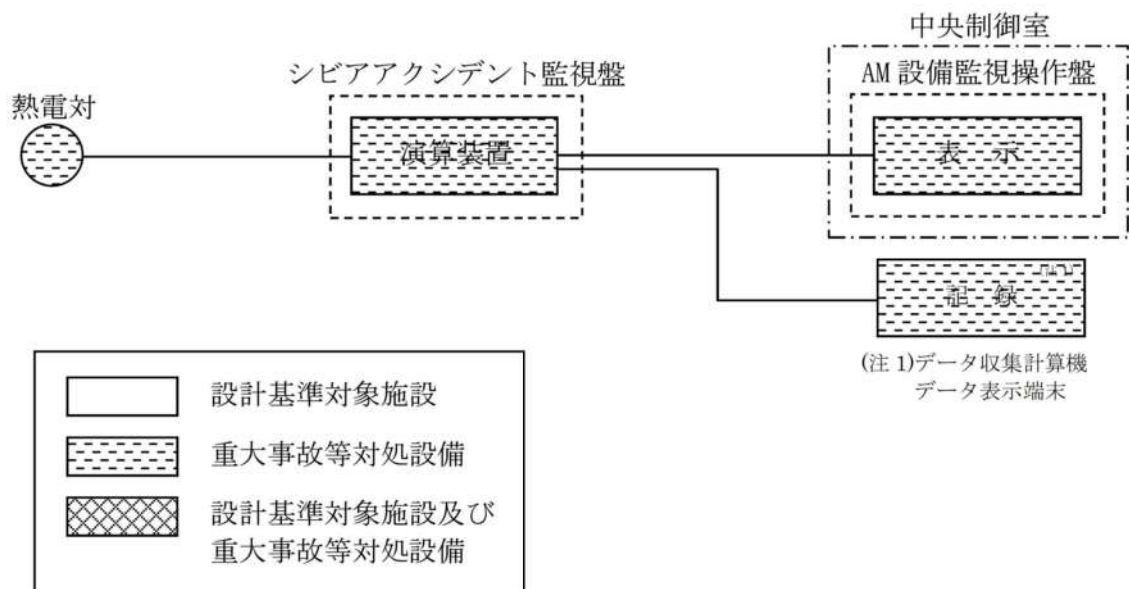 中央制御室
シビアアクシデント監視盤
AM 設備監視操作盤
熱電対
演算装置
表 示
記 録
(注 1)データ収集計算機
データ表示端末
設計基準対象施設
重大事故等対処設備
設計基準対象施設及び
重大事故等対処設備